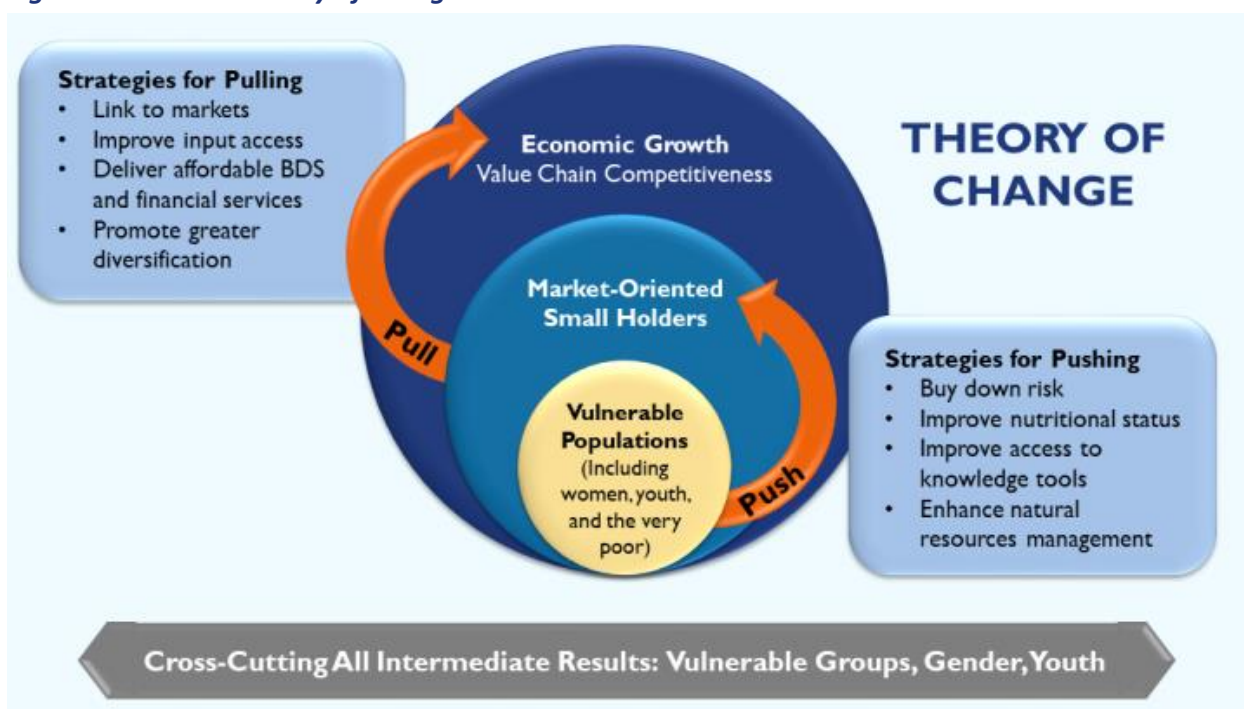 Strategies for Pulling
• Link to markets
• Improve input access
• Deliver affordable BDS
and financial services
• Promote greater
diversification
Economic Growth
Value Chain Competitiveness
THEORY OF
CHANGE
Market-Oriented
Small Holders
Pull
Vulnerable
Populations
(Including
women, youth,
and the very
poor)
Push
Strategies for Pushing
• Buy down risk
• Improve nutritional status
• Improve access to
knowledge tools
• Enhance natural
resources management
Cross-Cutting All Intermediate Results: Vulnerable Groups, Gender, Youth